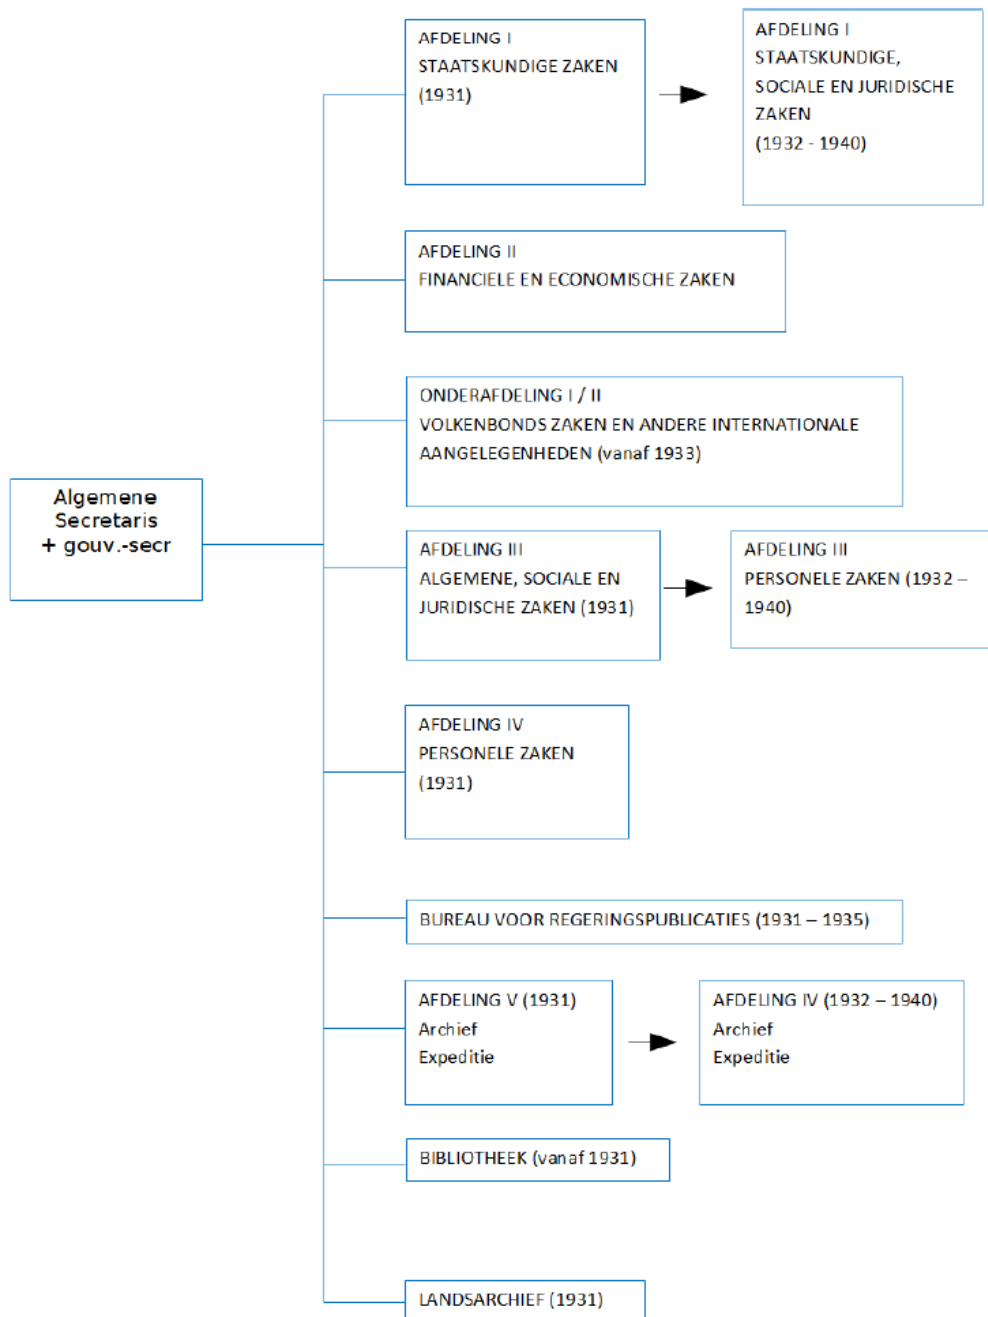 AFDELING I
STAATSKUNDIGE ZAKEN
(1931)
AFDELING I
STAATSKUNDIGE,
SOCIALE EN JURIDISCHE
ZAKEN
(1932 - 1940)
AFDELING II
FINANCIELE EN ECONOMISCHE ZAKEN
ONDERAFDELING I / II
VOLKENBONDS ZAKEN EN ANDERE INTERNATIONALE
AANGELEGENHEDEN (vanaf 1933)
Algemene
Secretaris
+ gouv.-secr
AFDELING III
ALGEMENE, SOCIALE EN
JURIDISCHE ZAKEN (1931)
AFDELING III
PERSONELE ZAKEN (1932 –
1940)
AFDELING IV
PERSONELE ZAKEN
(1931)
BUREAU VOOR REGERINGSPUBLICATIES (1931 – 1935)
AFDELING V (1931)
Archief
Expeditie
AFDELING IV (1932 – 1940)
Archief
Expeditie
BIBLIOTHEEK (vanaf 1931)
LANDSARCHIEF (1931)